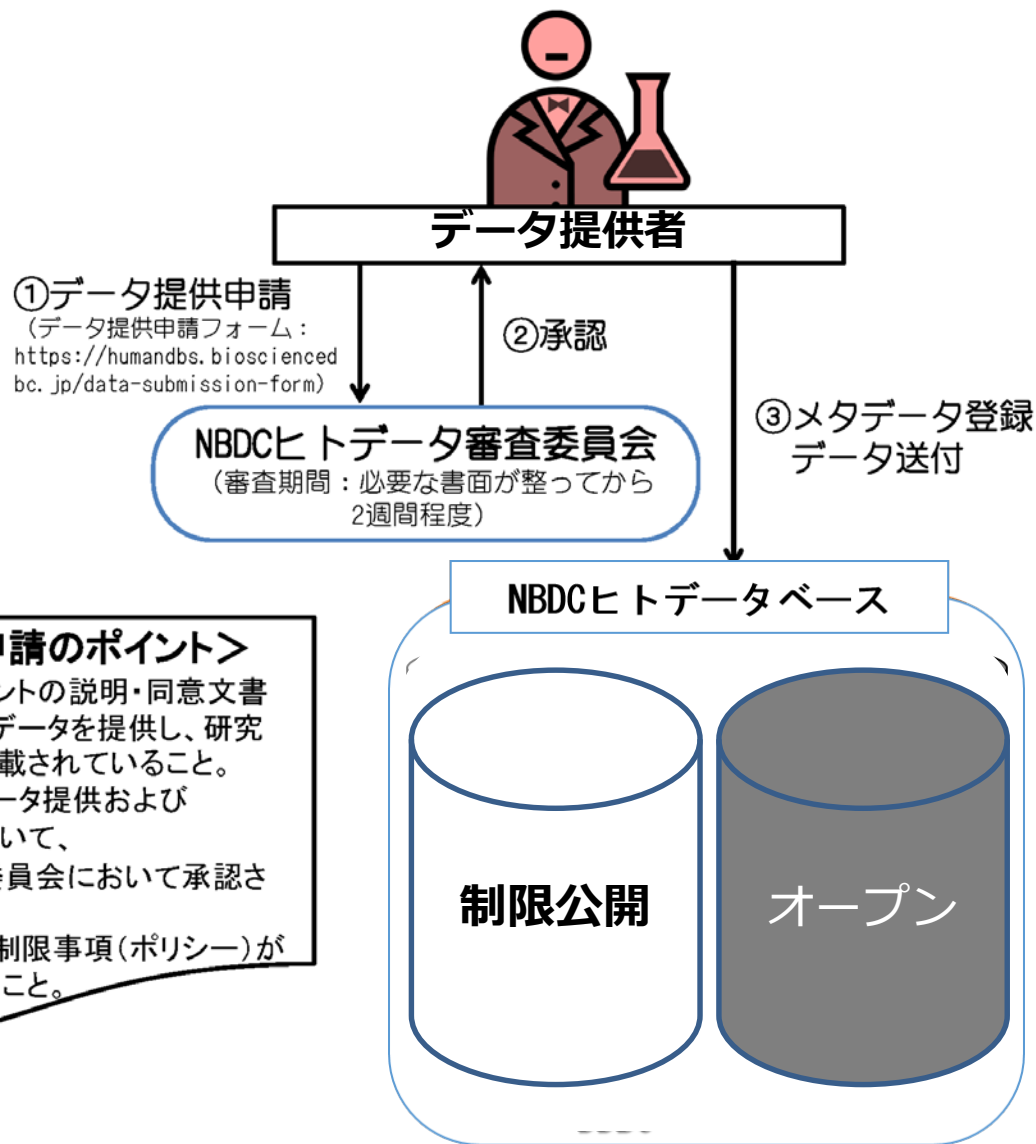 データ提供者
①データ提供申請
（データ提供申請フォーム：
https://humandbs.bioscienced
bc.jp/data-submission-form）
②承認
③メタデータ登録
データ送付
NBDCヒトデータ審査委員会
（審査期間：必要な書面が整ってから
2週間程度）
NBDCヒトデータベース
制限公開
オープン
申請のポイント＞
ントの説明・同意文書
データを提供し、研究
載されていること。
ータ提供および
いて、
委員会において承認さ
制限事項（ポリシー）が
こと。